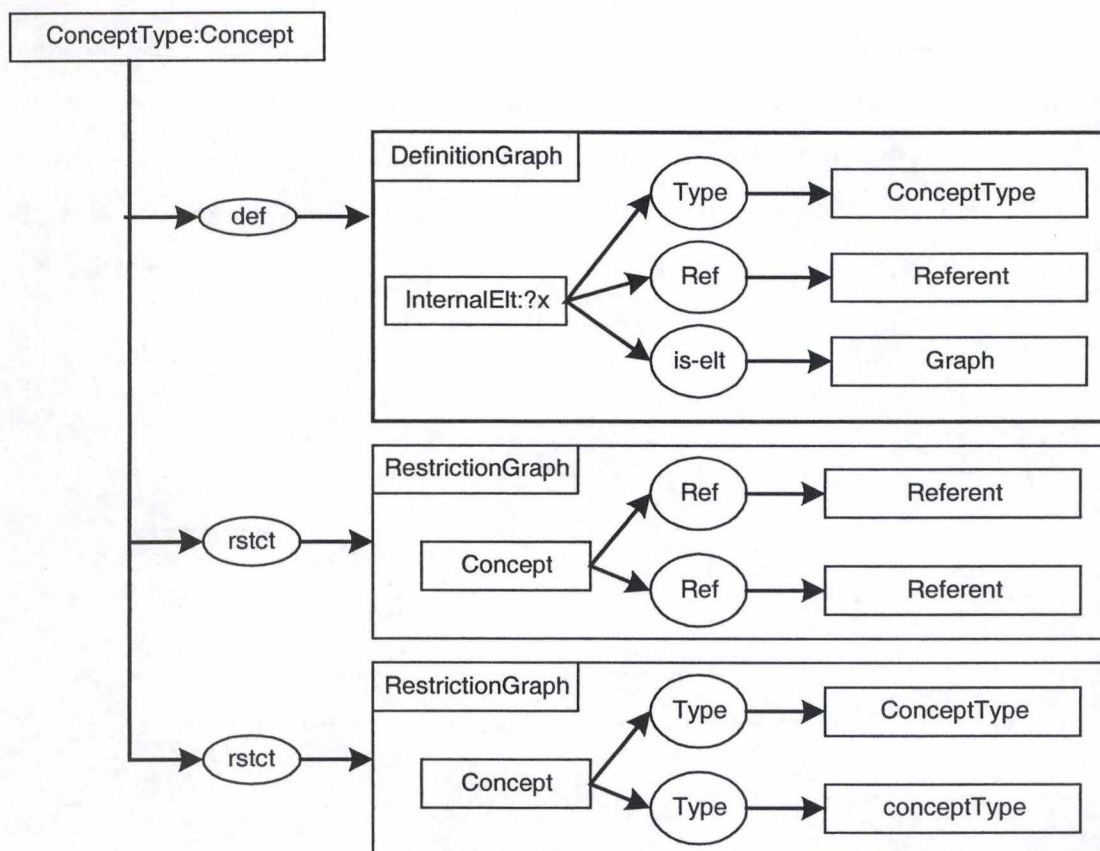 ConceptType:Concept
def
DefinitionGraph
InternalElt:?x
Type
ConceptType
Ref
Referent
is-elt
Graph
rstct
RestrictionGraph
Concept
Ref
Referent
Ref
Referent
rstct
RestrictionGraph
Concept
Type
ConceptType
Type
conceptType